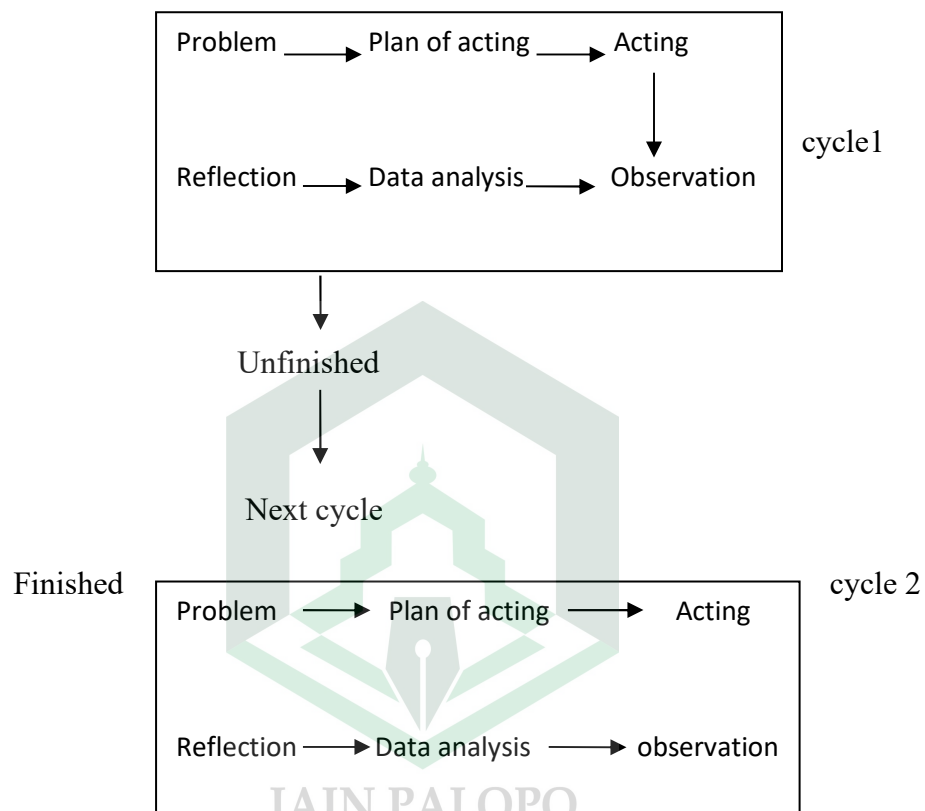 Problem Plan of acting Acting
cycle1
Reflection Data analysis Observation
Unfinished
Next cycle
Finished cycle 2
Problem Plan of acting Acting
Reflection Data analysis observation
IAIN PALOPO